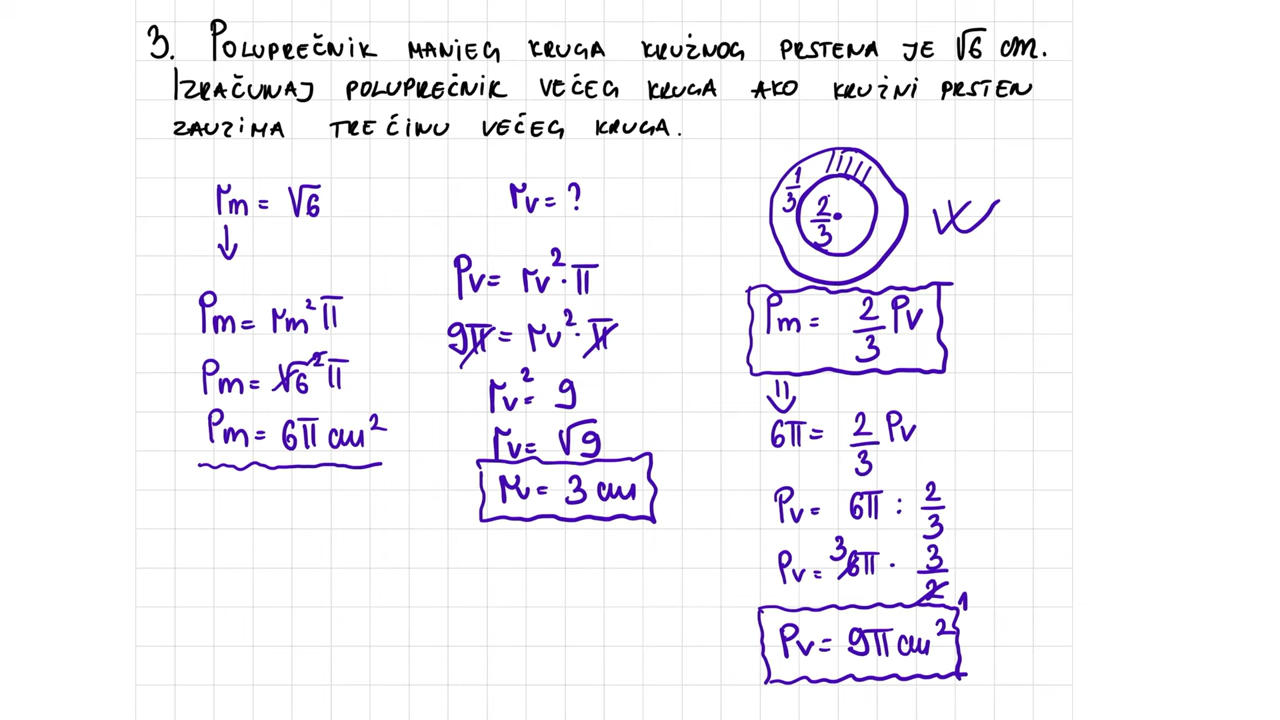 3. POLUPREČNIK MANJEG KRUGA KRUŽNOG PRSTENA JE √6 cm.
IZRAČUNAJ POLUPREČNIK VEĆEG KRUGA AKO KRUŽNI PRSTEN
ZAUZIMA TREĆINU VEĆEG KRUGA.
rm = √6
↓
Pm = rm²π
Pm = √6²π
Pm = 6π cm²
rv = ?
Pv = rv²·π
9π = rv²·π
rv² = 9
rv = √9
rv = 3 cm
1/3
2/3
Pm = 2/3 Pv
⇓
6π = 2/3 Pv
Pv = 6π : 2/3
Pv = ³6π · 3/2 1
Pv = 9π cm²